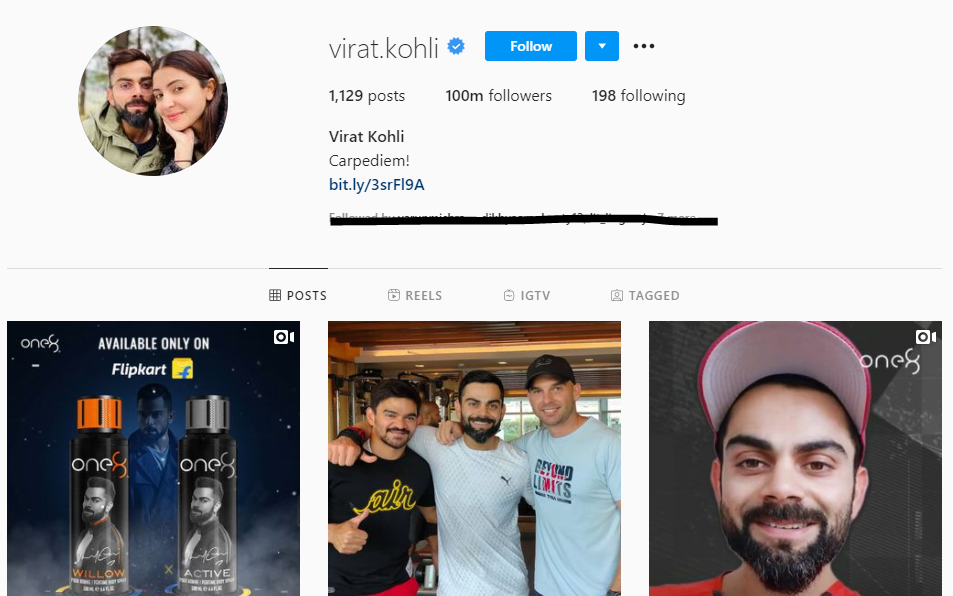 virat.kohli Follow
1,129 posts 100m followers 198 following
Virat Kohli
Carpediem!
bit.ly/3srFl9A
POSTS REELS IGTV TAGGED
one8
AVAILABLE ONLY ON
Flipkart
one8 one8
WILLOW X ACTIVE
air
BEYOND
LIMITS
one8